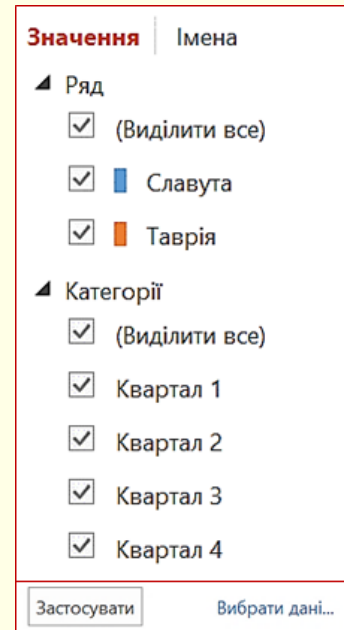 Значення Імена
Ряд
(Виділити все)
Славута
Таврія
Категорії
(Виділити все)
Квартал 1
Квартал 2
Квартал 3
Квартал 4
Застосувати Вибрати дані...